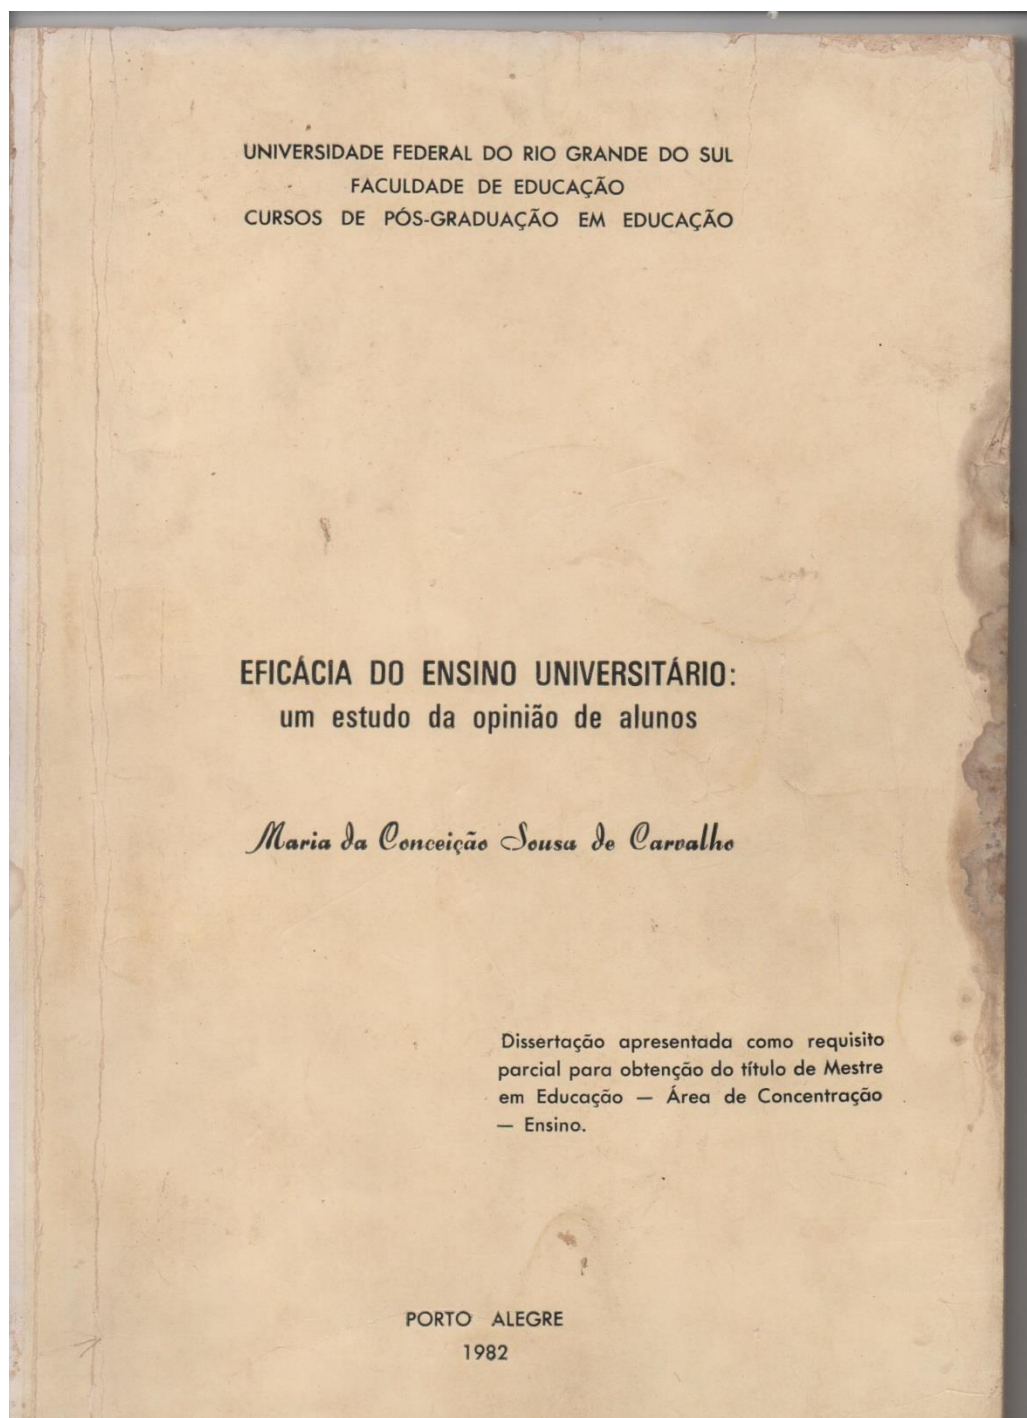 UNIVERSIDADE FEDERAL DO RIO GRANDE DO SUL
FACULDADE DE EDUCAÇÃO
CURSOS DE PÓS-GRADUAÇÃO EM EDUCAÇÃO
EFICÁCIA DO ENSINO UNIVERSITÁRIO:
um estudo da opinião de alunos
Maria da Conceição Sousa de Carvalho
Dissertação apresentada como requisito
parcial para obtenção do título de Mestre
em Educação — Área de Concentração
— Ensino.
PORTO ALEGRE
1982